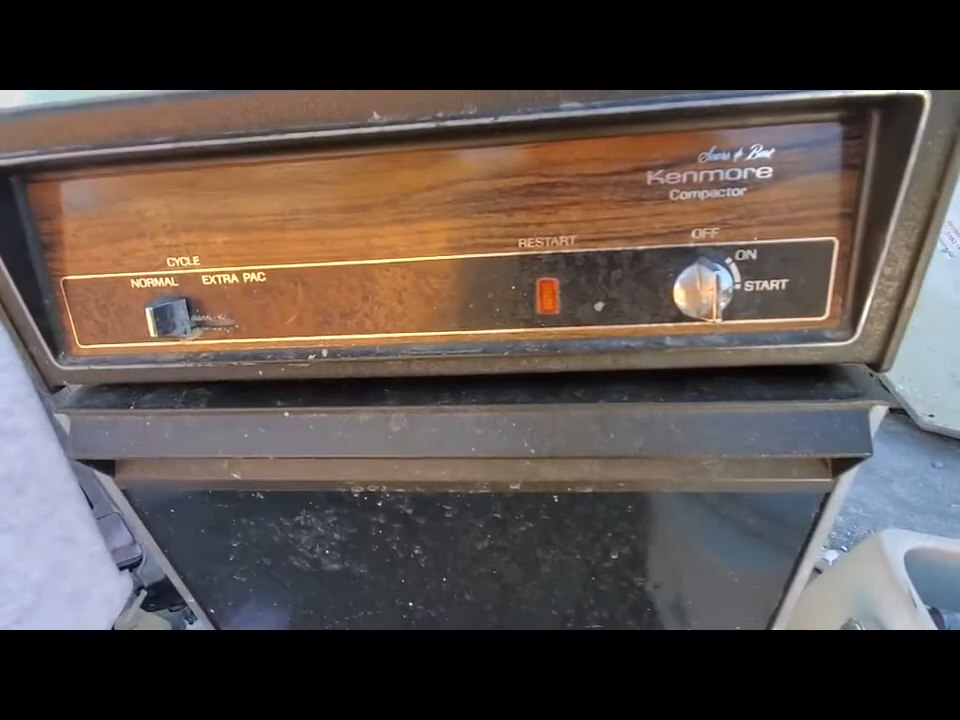 Sears Best
Kenmore
Compactor
CYCLE
NORMAL EXTRA PAC
RESTART
OFF
ON
START